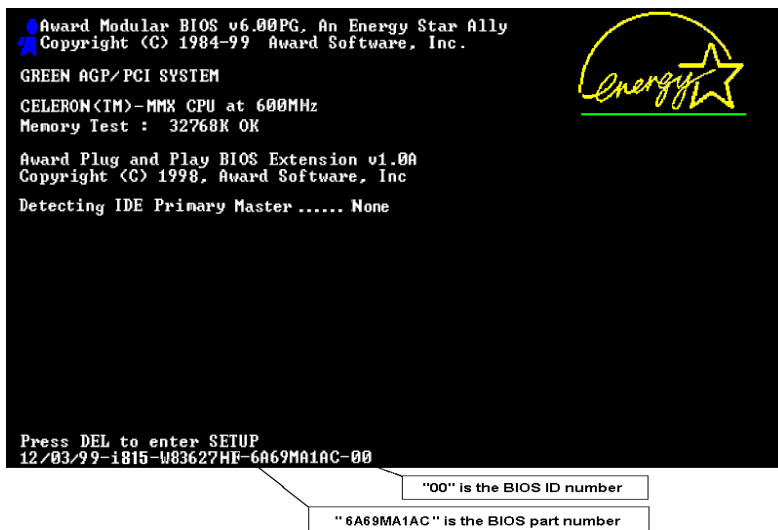 Award Modular BIOS v6.00PG, An Energy Star Ally
Copyright (C) 1984-99 Award Software, Inc.
energy
GREEN AGP/PCI SYSTEM
CELERON(TM)-MMX CPU at 600MHz
Memory Test : 32768K OK
Award Plug and Play BIOS Extension v1.0A
Copyright (C) 1998, Award Software, Inc
Detecting IDE Primary Master ...... None
Press DEL to enter SETUP
12/03/99-i815-W83627HF-6A69MA1AC-00
"00" is the BIOS ID number
"6A69MA1AC" is the BIOS part number